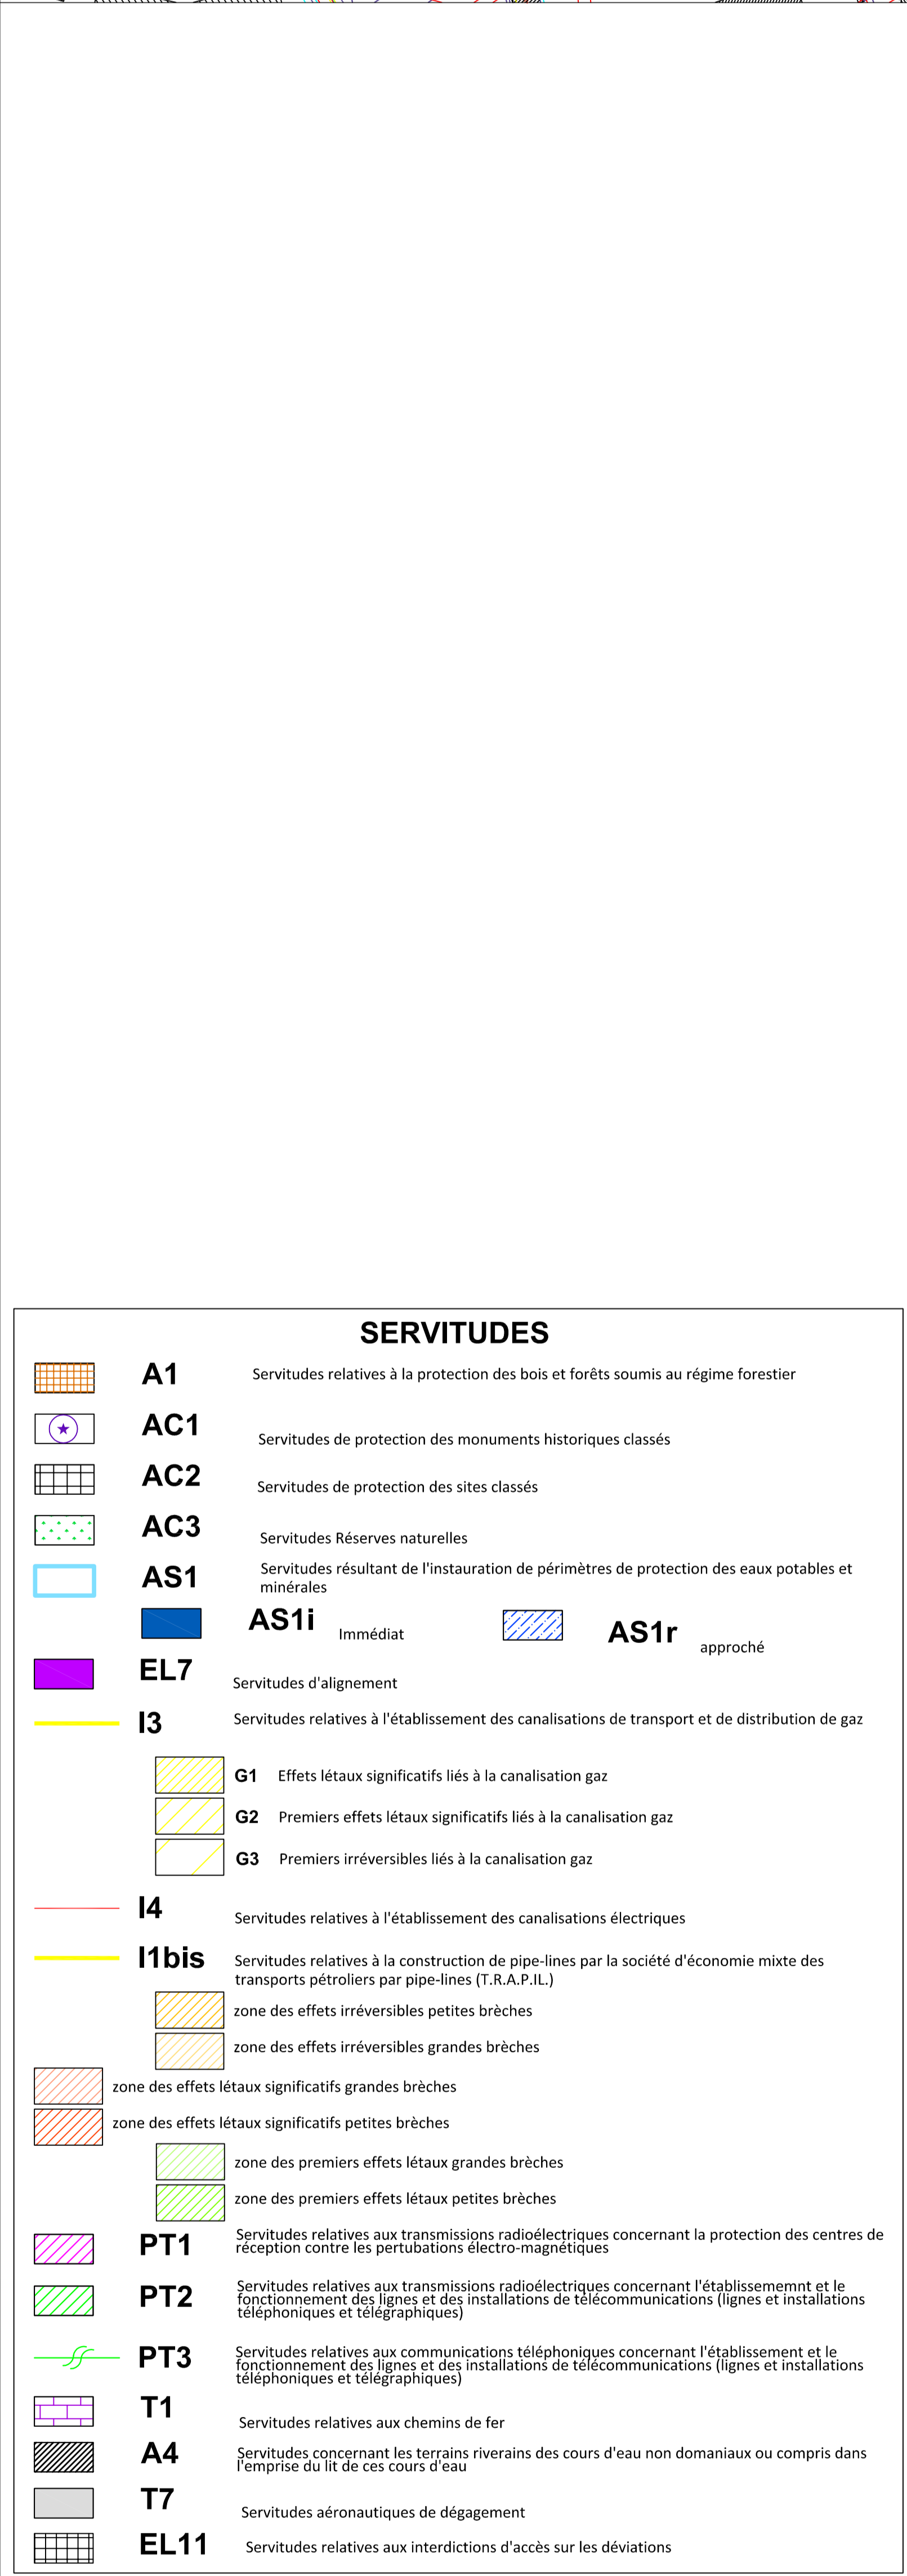 SERVITUDES
A1 Servitudes relatives à la protection des bois et forêts soumis au régime forestier
AC1 Servitudes de protection des monuments historiques classés
AC2 Servitudes de protection des sites classés
AC3 Servitudes Réserves naturelles
AS1 Servitudes résultant de l'instauration de périmètres de protection des eaux potables et
minérales
AS1i Immédiat AS1r approché
EL7 Servitudes d'alignement
I3 Servitudes relatives à l'établissement des canalisations de transport et de distribution de gaz
G1 Effets létaux significatifs liés à la canalisation gaz
G2 Premiers effets létaux significatifs liés à la canalisation gaz
G3 Premiers irréversibles liés à la canalisation gaz
I4 Servitudes relatives à l'établissement des canalisations électriques
I1bis Servitudes relatives à la construction de pipe-lines par la société d'économie mixte des
transports pétroliers par pipe-lines (T.R.A.P.IL.)
zone des effets irréversibles petites brèches
zone des effets irréversibles grandes brèches
zone des effets létaux significatifs grandes brèches
zone des effets létaux significatifs petites brèches
zone des premiers effets létaux grandes brèches
zone des premiers effets létaux petites brèches
PT1 Servitudes relatives aux transmissions radioélectriques concernant la protection des centres de
réception contre les pertubations électro-magnétiques
PT2 Servitudes relatives aux transmissions radioélectriques concernant l'établissememnt et le
fonctionnement des lignes et des installations de télécommunications (lignes et installations
téléphoniques et télégraphiques)
PT3 Servitudes relatives aux communications téléphoniques concernant l'établissement et le
fonctionnement des lignes et des installations de télécommunications (lignes et installations
téléphoniques et télégraphiques)
T1 Servitudes relatives aux chemins de fer
A4 Servitudes concernant les terrains riverains des cours d'eau non domaniaux ou compris dans
l'emprise du lit de ces cours d'eau
T7 Servitudes aéronautiques de dégagement
EL11 Servitudes relatives aux interdictions d'accès sur les déviations